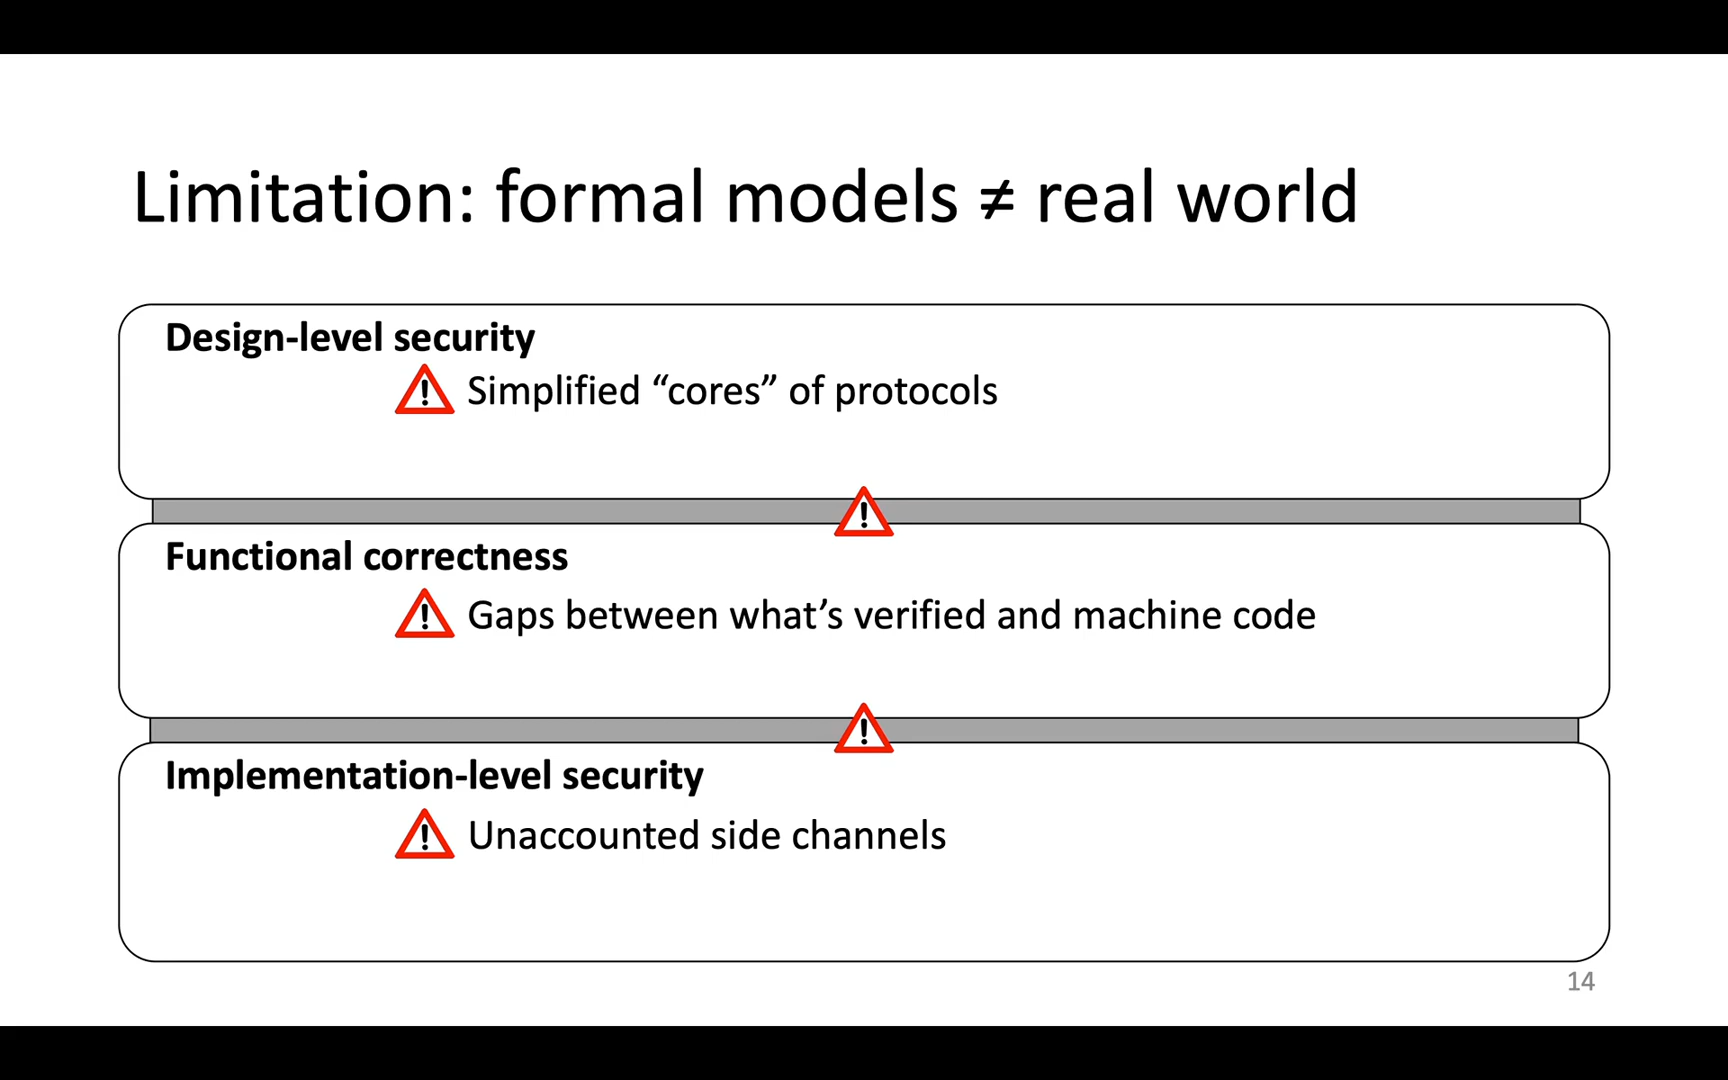 Limitation: formal models ≠ real world
Design-level security
Simplified “cores” of protocols
Functional correctness
Gaps between what’s verified and machine code
Implementation-level security
Unaccounted side channels
14